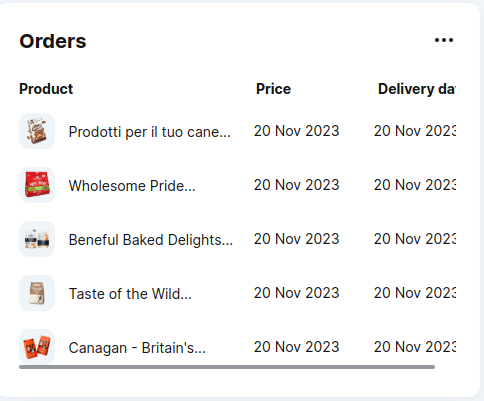 Orders
Product Price Delivery da
Prodotti per il tuo cane... 20 Nov 2023 20 Nov 2023
Wholesome Pride... 20 Nov 2023 20 Nov 2023
Beneful Baked Delights... 20 Nov 2023 20 Nov 2023
Taste of the Wild... 20 Nov 2023 20 Nov 2023
Canagan - Britain's... 20 Nov 2023 20 Nov 2023